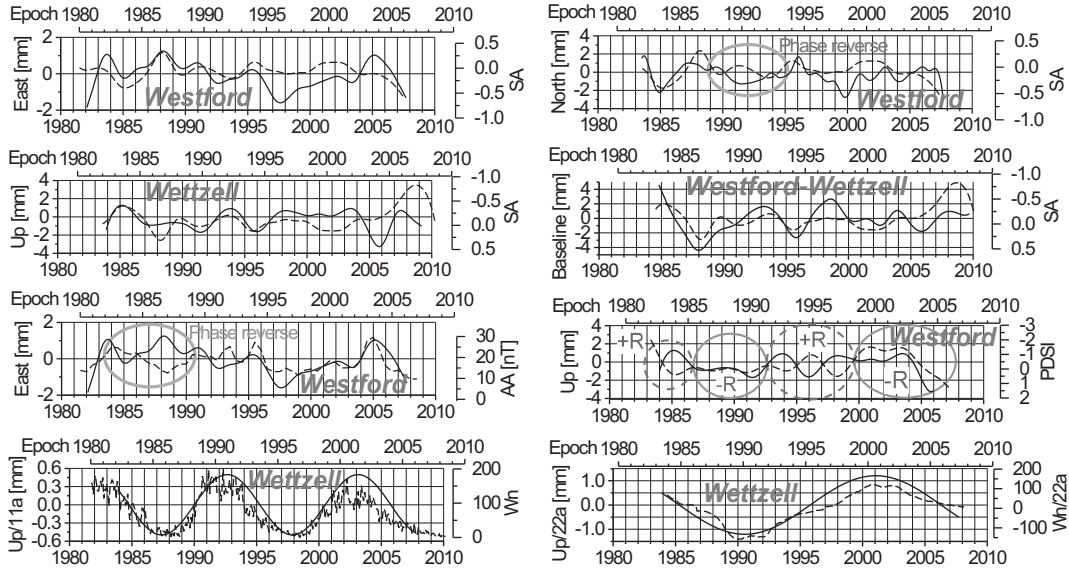 Epoch 1980 1985 1990 1995 2000 2005 2010
2 0.5
0 0.0
-0.5
-2 -1.0
East [mm] SA
Westford
1980 1985 1990 1995 2000 2005 2010
Epoch 1980 1985 1990 1995 2000 2005 2010
4 0.5
2 0.0
0
-2 -0.5
-4 -1.0
North [mm] SA
Phase reverse
Westford
1980 1985 1990 1995 2000 2005 2010
Epoch 1980 1985 1990 1995 2000 2005 2010
4 -1.0
2 -0.5
0 0.0
-2
-4 0.5
Up [mm] SA
Wettzell
1980 1985 1990 1995 2000 2005 2010
Epoch 1980 1985 1990 1995 2000 2005 2010
4 -1.0
2 -0.5
0 0.0
-2
-4 0.5
Baseline [mm] SA
Westford-Wettzell
1980 1985 1990 1995 2000 2005 2010
Epoch 1980 1985 1990 1995 2000 2005 2010
2 30
0 20
10
-2 0
East [mm] AA [nT]
Phase reverse
Westford
1980 1985 1990 1995 2000 2005 2010
Epoch 1980 1985 1990 1995 2000 2005 2010
4 -3
2 -2
0 -1
-2 0
-4 1
2
Up [mm] PDSI
+R +R Westford
-R -R
1980 1985 1990 1995 2000 2005 2010
Epoch 1980 1985 1990 1995 2000 2005 2010
0.6 200
0.3
0.0 100
-0.3
-0.6 0
Up/11a [mm] Wn
Wettzell
1980 1985 1990 1995 2000 2005 2010
Epoch 1980 1985 1990 1995 2000 2005 2010
1.0 200
0.0 100
0
-1.0 -100
Up/22a [mm] Wn/22a
Wettzell
1980 1985 1990 1995 2000 2005 2010